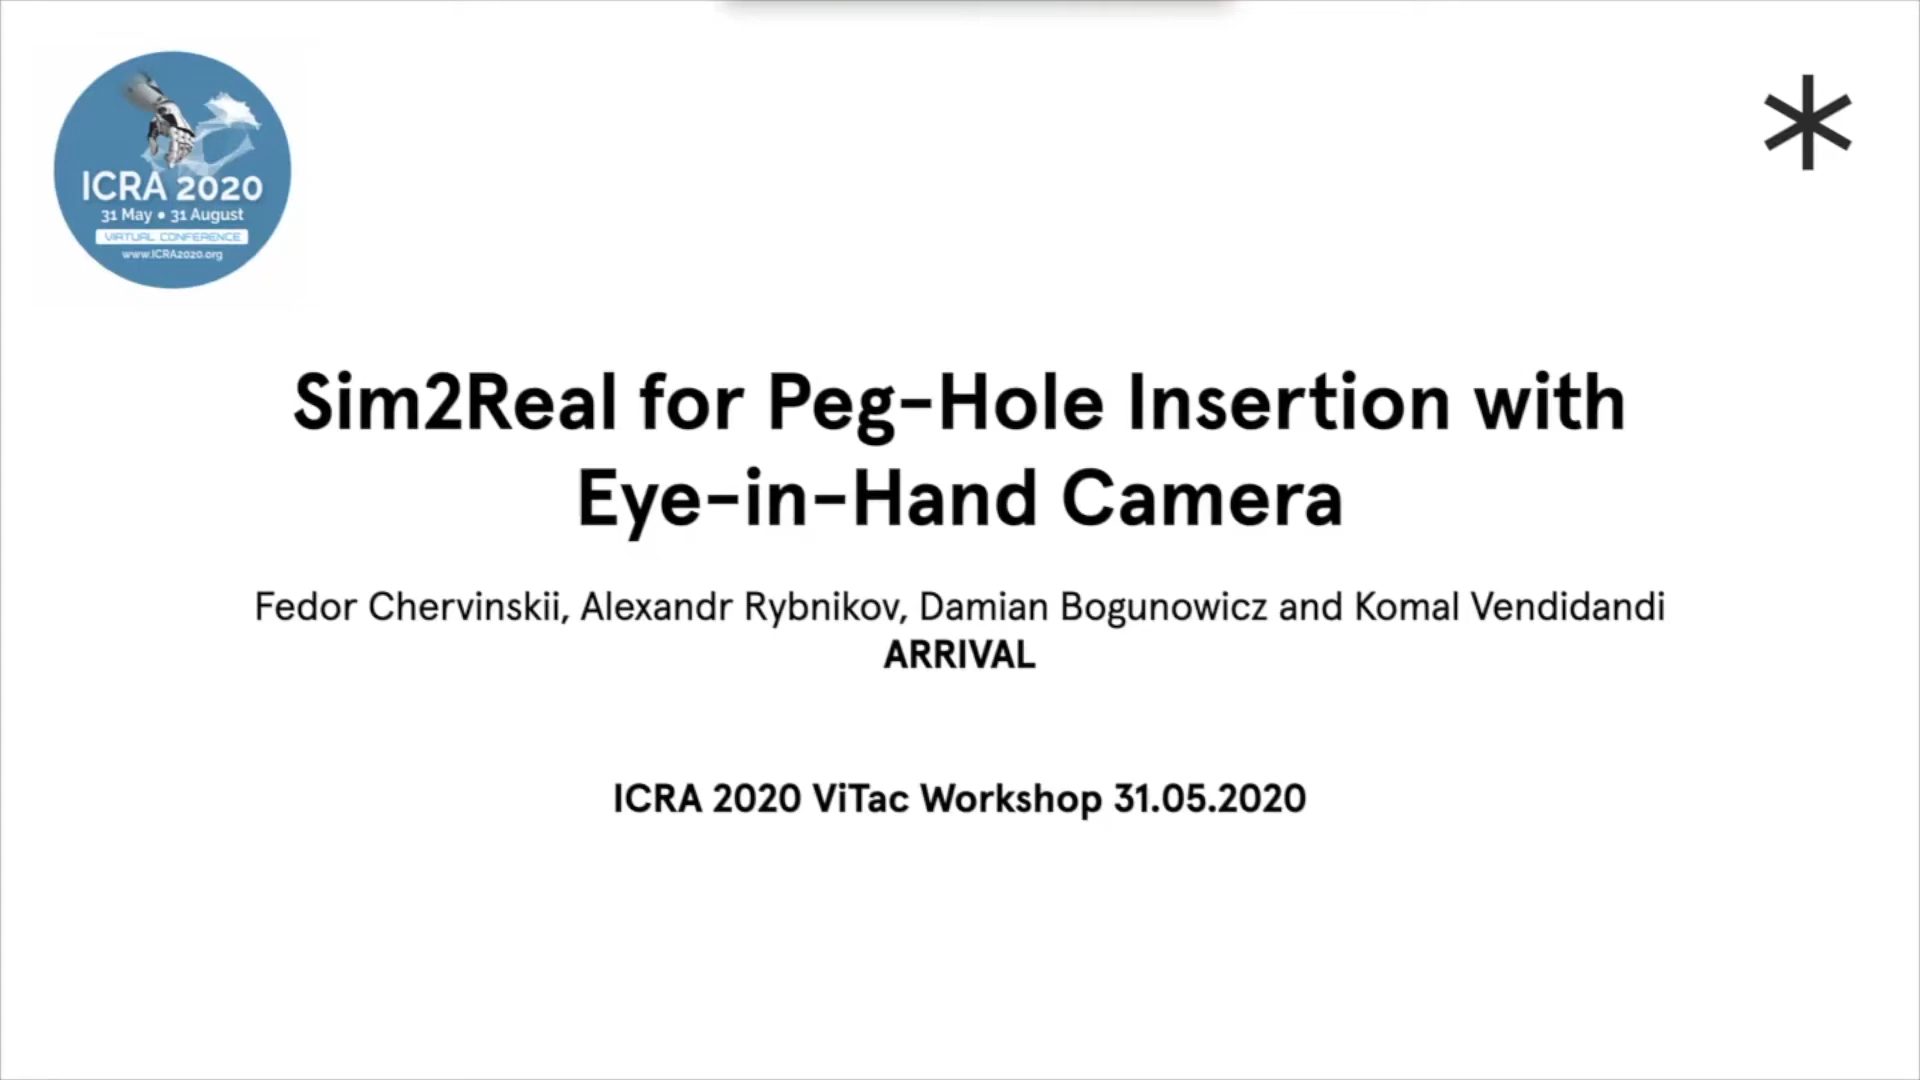 ICRA 2020
31 May • 31 August
VIRTUAL CONFERENCE
www.ICRA2020.org
Sim2Real for Peg-Hole Insertion with
Eye-in-Hand Camera
Fedor Chervinskii, Alexandr Rybnikov, Damian Bogunowicz and Komal Vendidandi
ARRIVAL
ICRA 2020 ViTac Workshop 31.05.2020